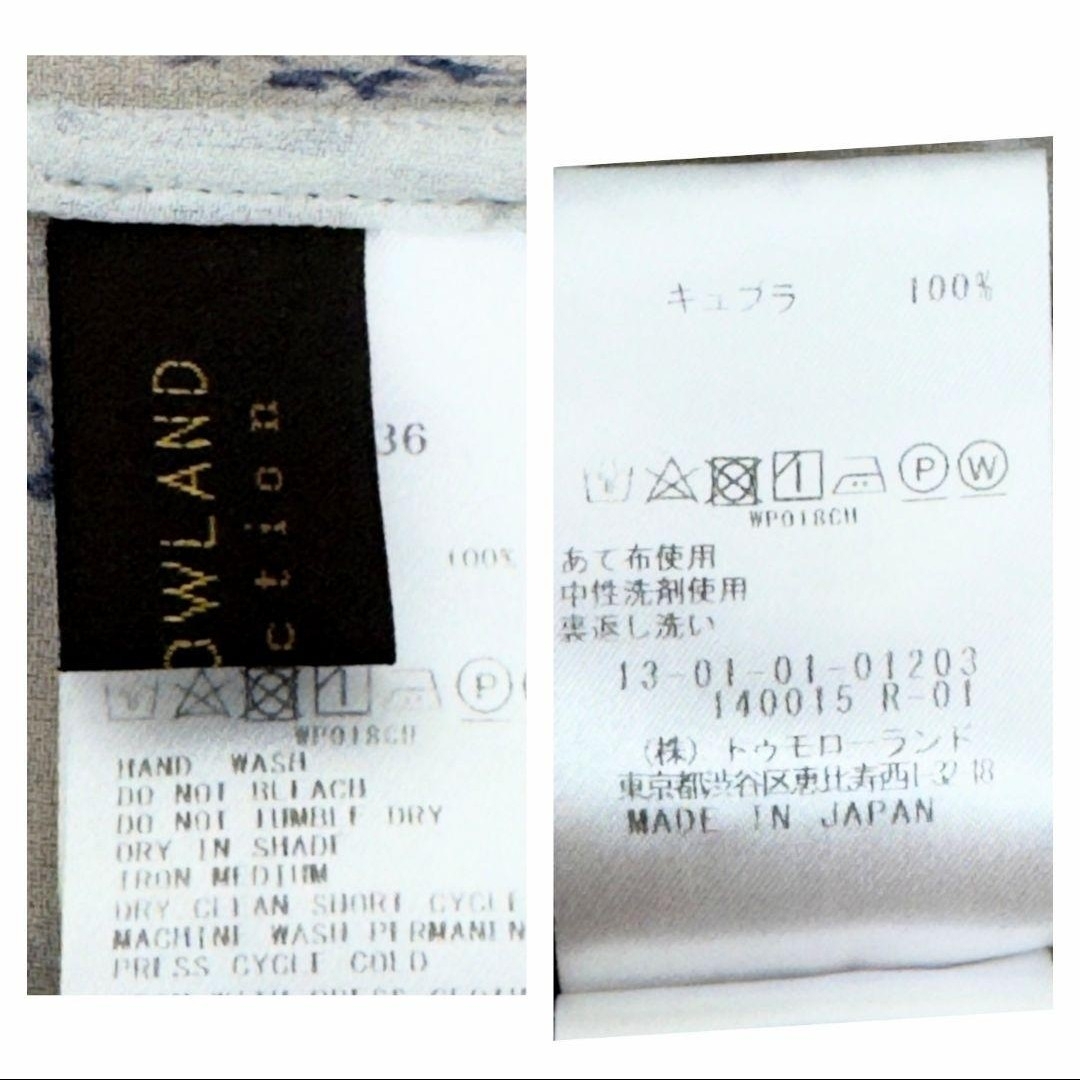 OWLAND
ction
36
100%
P
WP018CH
HAND WASH
DO NOT BLEACH
DO NOT TUMBLE DRY
DRY IN SHADE
IRON MEDIUM
DRY CLEAN SHORT CYCLE
MACHINE WASH PERMANEN
PRESS CYCLE COLD
キュプラ 100%
P W
WP018CH
あて布使用
中性洗剤使用
裏返し洗い
13-01-01-01203
140015 R-01
(株)トゥモローランド
東京都渋谷区恵比寿西1-32-18
MADE IN JAPAN